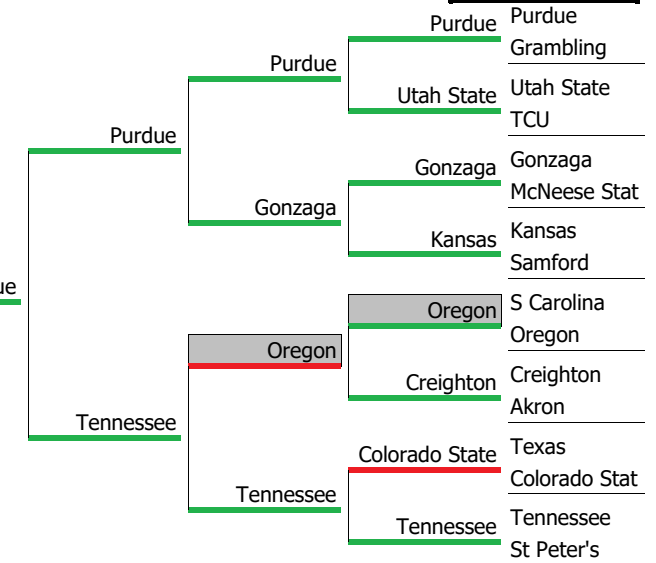 Purdue
Grambling
Utah State
TCU
Gonzaga
McNeese Stat
Kansas
Samford
S Carolina
Oregon
Creighton
Akron
Texas
Colorado Stat
Tennessee
St Peter's
Purdue
Utah State
Gonzaga
Kansas
Oregon
Creighton
Colorado State
Tennessee
Purdue
Gonzaga
Oregon
Tennessee
Purdue
Tennessee
ue